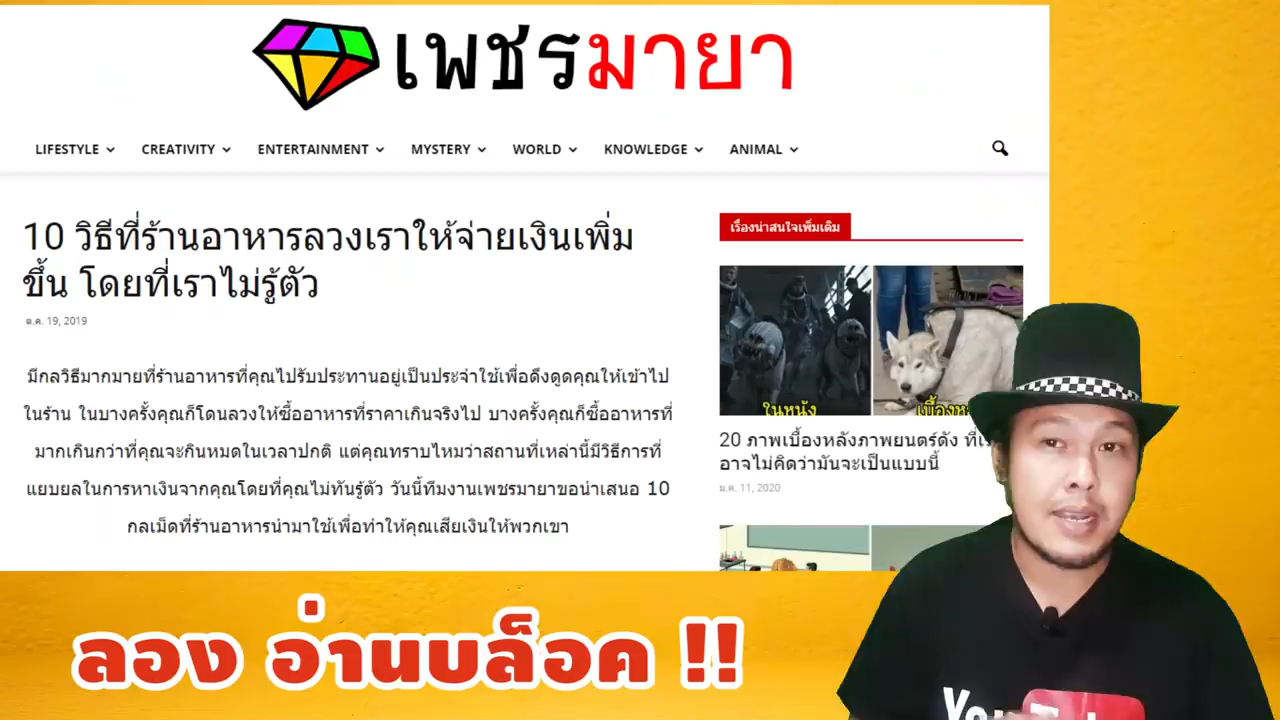 เพชรมายา
LIFESTYLE CREATIVITY ENTERTAINMENT MYSTERY WORLD KNOWLEDGE ANIMAL
10 วิธีที่ร้านอาหารลวงเราให้จ่ายเงินเพิ่ม
ขึ้น โดยที่เราไม่รู้ตัว
ต.ค. 19, 2019
มีกลวิธีมากมายที่ร้านอาหารที่คุณไปรับประทานอยู่เป็นประจำใช้เพื่อดึงดูดคุณให้เข้าไป
ในร้าน ในบางครั้งคุณก็โดนลวงให้ซื้ออาหารที่ราคาเกินจริงไป บางครั้งคุณก็ซื้ออาหารที่
มากเกินกว่าที่คุณจะกินหมดในเวลาปกติ แต่คุณทราบไหมว่าสถานที่เหล่านี้มีวิธีการที่
แยบยลในการหาเงินจากคุณโดยที่คุณไม่ทันรู้ตัว วันนี้ทีมงานเพชรมายาขอนำเสนอ 10
กลเม็ดที่ร้านอาหารนำมาใช้เพื่อทำให้คุณเสียเงินให้พวกเขา
เรื่องน่าสนใจเพิ่มเติม
ในหนัง
20 ภาพเบื้องหลังภาพยนตร์ดัง
อาจไม่คิดว่ามันจะเป็นแบบนี้
ม.ค. 11, 2020
ลอง อ่านบล็อค !!